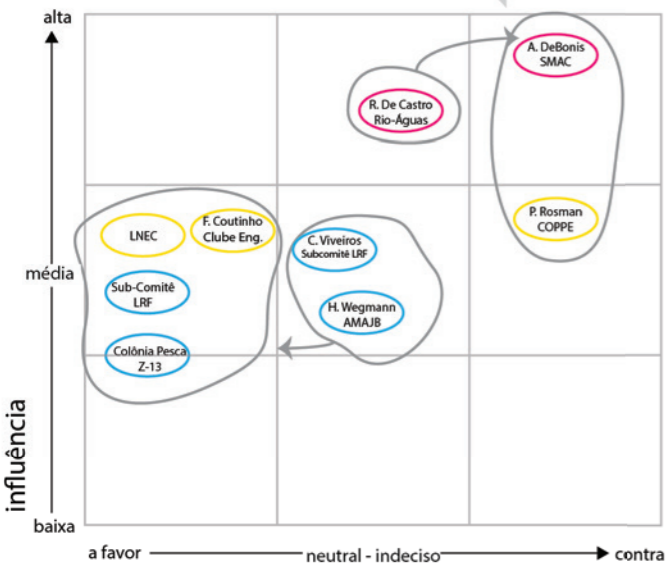 alta
A. DeBonis
SMAC
R. De Castro
Rio-Águas
P. Rosman
COPPE
F. Coutinho
Clube Eng.
LNEC
C. Viveiros
Subcomitê LRF
média
Sub-Comitê
LRF
H. Wegmann
AMAJB
Colônia Pesca
Z-13
influência
baixa
a favor
neutral - indeciso
contra